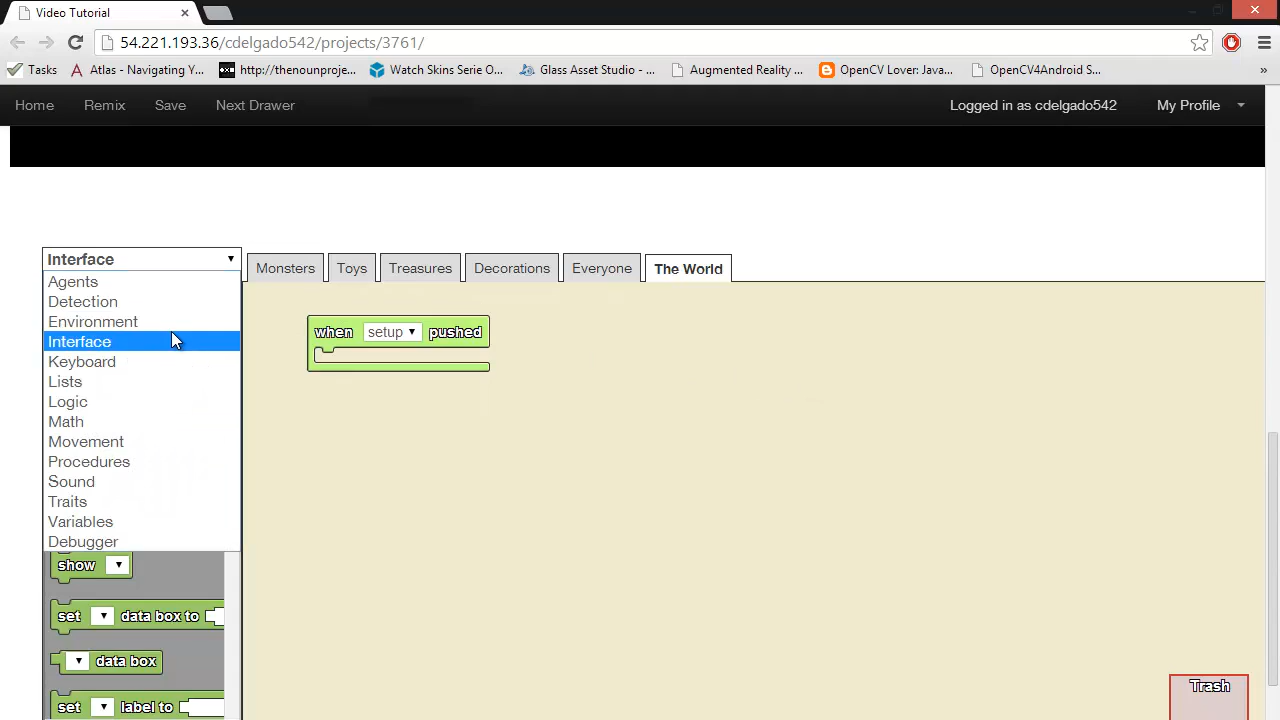 Video Tutorial
54.221.193.36/cdelgado542/projects/3761/
Tasks Atlas - Navigating Y... http://thenounproje... Watch Skins Serie O... Glass Asset Studio - ... Augmented Reality ... OpenCV Lover: Java... OpenCV4Android S... »
Home Remix Save Next Drawer Logged in as cdelgado542 My Profile
Interface Monsters Toys Treasures Decorations Everyone The World
Agents
Detection
Environment
Interface
Keyboard
Lists
Logic
Math
Movement
Procedures
Sound
Traits
Variables
Debugger
when setup pushed
show
set data box to
data box
set label to
Trash